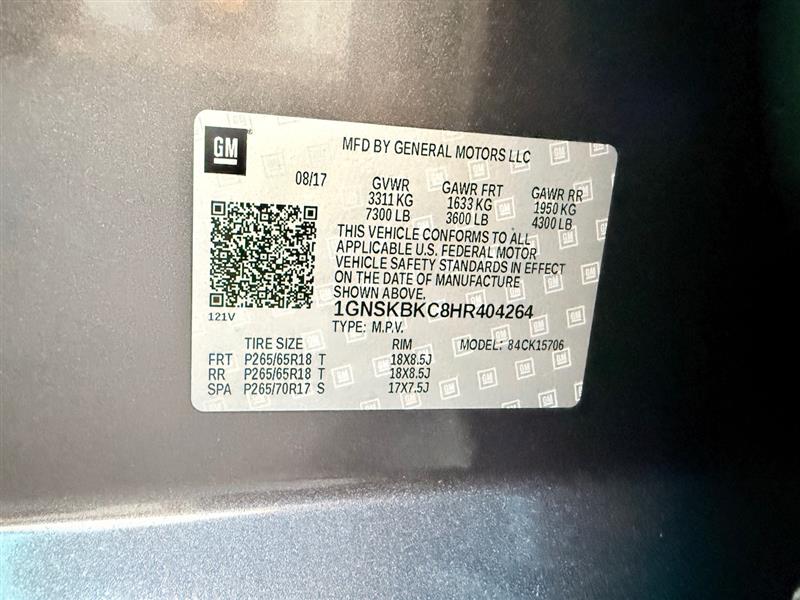 GM
MFD BY GENERAL MOTORS LLC
08/17 GVWR GAWR FRT GAWR RR
3311 KG 1633 KG 1950 KG
7300 LB 3600 LB 4300 LB
THIS VEHICLE CONFORMS TO ALL
APPLICABLE U.S. FEDERAL MOTOR
VEHICLE SAFETY STANDARDS IN EFFECT
ON THE DATE OF MANUFACTURE
SHOWN ABOVE.
121V
1GNSKBKC8HR404264
TYPE: M.P.V.
TIRE SIZE RIM MODEL: 84CK15706
FRT P265/65R18 T 18X8.5J
RR P265/65R18 T 18X8.5J
SPA P265/70R17 S 17X7.5J